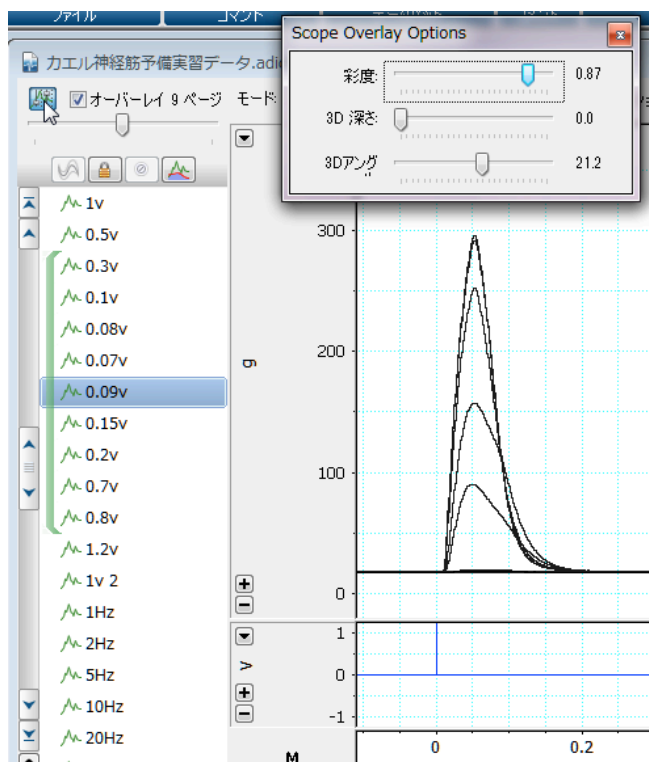 ファイル
コマンド
Scope Overlay Options
カエル神経筋予備実習データ.adic
彩度: 0.87
オーバーレイ 9 ページ モード:
3D 深さ: 0.0
3Dアングル 21.2
1v
0.5v
0.3v
0.1v
0.08v
0.07v
0.09v
0.15v
0.2v
0.7v
0.8v
1.2v
1v 2
1Hz
2Hz
5Hz
10Hz
20Hz
300
200
g
100
0
1
V
0
-1
0 0.2
M